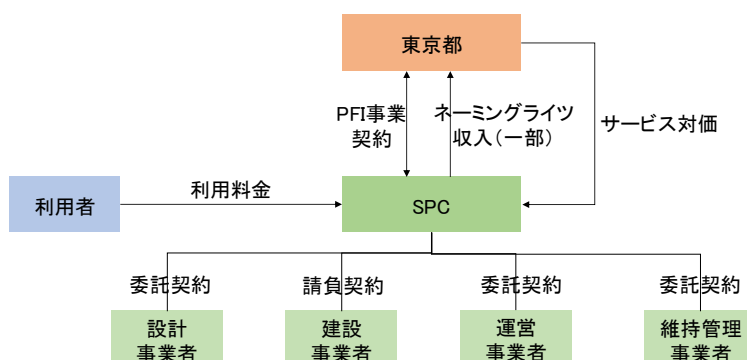 東京都
PFI事業
契約
ネーミングライツ
収入（一部）
サービス対価
利用料金
利用者
SPC
委託契約
請負契約
委託契約
委託契約
設計
事業者
建設
事業者
運営
事業者
維持管理
事業者